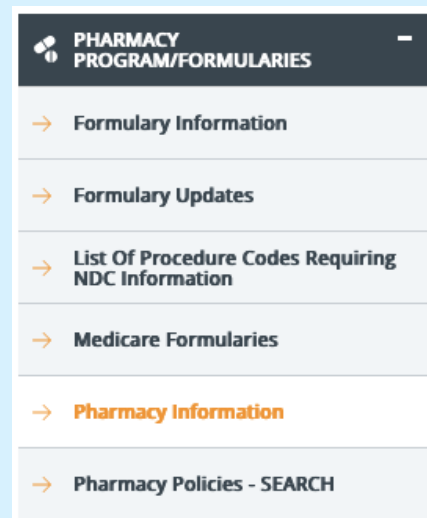 PHARMACY
PROGRAM/FORMULARIES
Formulary Information
Formulary Updates
List Of Procedure Codes Requiring
NDC Information
Medicare Formularies
Pharmacy Information
Pharmacy Policies - SEARCH